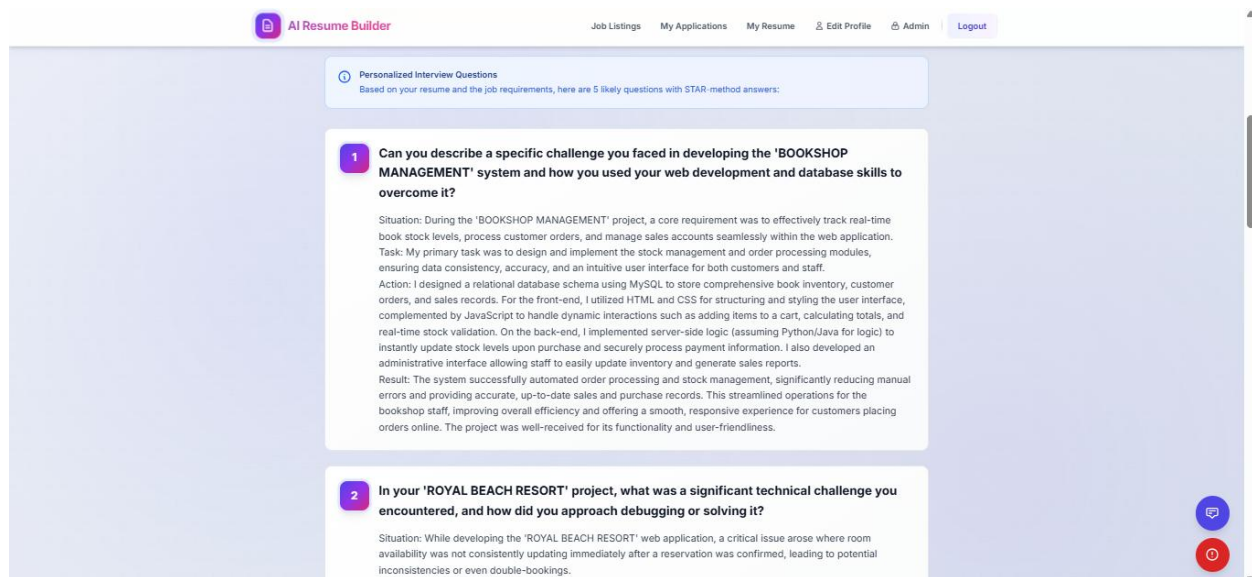 AI Resume Builder
Job Listings My Applications My Resume Edit Profile Admin Logout
Personalized Interview Questions
Based on your resume and the job requirements, here are 5 likely questions with STAR-method answers:
1
Can you describe a specific challenge you faced in developing the 'BOOKSHOP
MANAGEMENT' system and how you used your web development and database skills to
overcome it?
Situation: During the 'BOOKSHOP MANAGEMENT' project, a core requirement was to effectively track real-time
book stock levels, process customer orders, and manage sales accounts seamlessly within the web application.
Task: My primary task was to design and implement the stock management and order processing modules,
ensuring data consistency, accuracy, and an intuitive user interface for both customers and staff.
Action: I designed a relational database schema using MySQL to store comprehensive book inventory, customer
orders, and sales records. For the front-end, I utilized HTML and CSS for structuring and styling the user interface,
complemented by JavaScript to handle dynamic interactions such as adding items to a cart, calculating totals, and
real-time stock validation. On the back-end, I implemented server-side logic (assuming Python/Java for logic) to
instantly update stock levels upon purchase and securely process payment information. I also developed an
administrative interface allowing staff to easily update inventory and generate sales reports.
Result: The system successfully automated order processing and stock management, significantly reducing manual
errors and providing accurate, up-to-date sales and purchase records. This streamlined operations for the
bookshop staff, improving overall efficiency and offering a smooth, responsive experience for customers placing
orders online. The project was well-received for its functionality and user-friendliness.
2
In your 'ROYAL BEACH RESORT' project, what was a significant technical challenge you
encountered, and how did you approach debugging or solving it?
Situation: While developing the 'ROYAL BEACH RESORT' web application, a critical issue arose where room
availability was not consistently updating immediately after a reservation was confirmed, leading to potential
inconsistencies or even double-bookings.